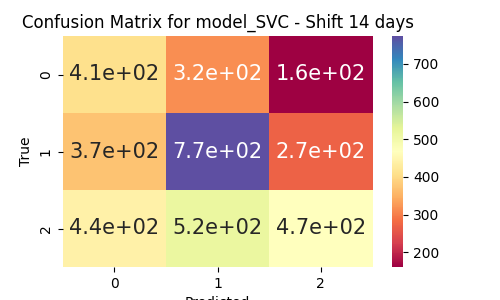 Confusion Matrix for model_SVC - Shift 14 days
0 4.1e+02 3.2e+02 1.6e+02
1 3.7e+02 7.7e+02 2.7e+02
2 4.4e+02 5.2e+02 4.7e+02
0 1 2
Predicted
True
700
600
500
400
300
200